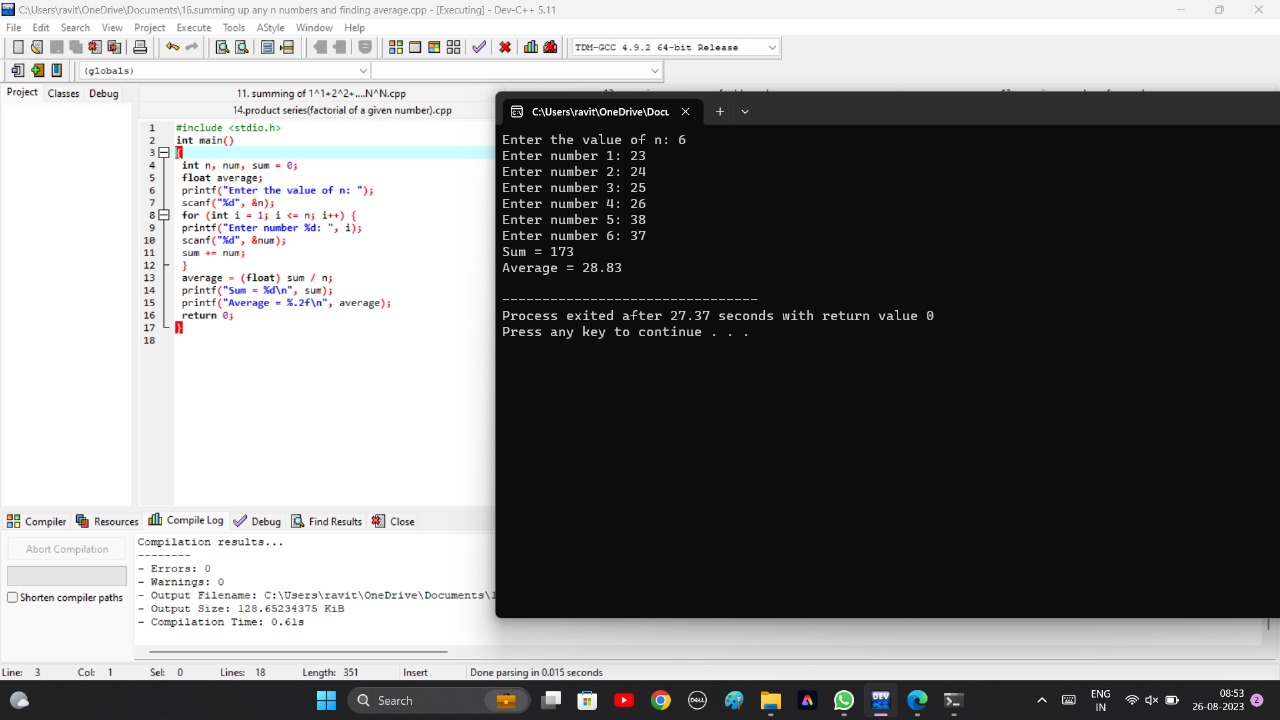 C:\Users\ravit\OneDrive\Documents\16.summing up any n numbers and finding average.cpp - [Executing] - Dev-C++ 5.11
File Edit Search View Project Execute Tools AStyle Window Help
TDM-GCC 4.9.2 64-bit Release
(globals)
Project Classes Debug
11. summing of 1^1+2^2+....N^N.cpp
14.product series(factorial of a given number).cpp
1 #include <stdio.h>
2 int main()
3 {
4 int n, num, sum = 0;
5 float average;
6 printf("Enter the value of n: ");
7 scanf("%d", &n);
8 for (int i = 1; i <= n; i++) {
9 printf("Enter number %d: ", i);
10 scanf("%d", &num);
11 sum += num;
12 }
13 average = (float) sum / n;
14 printf("Sum = %d\n", sum);
15 printf("Average = %.2f\n", average);
16 return 0;
17 }
18
C:\Users\ravit\OneDrive\Docu
Enter the value of n: 6
Enter number 1: 23
Enter number 2: 24
Enter number 3: 25
Enter number 4: 26
Enter number 5: 38
Enter number 6: 37
Sum = 173
Average = 28.83
--------------------------------
Process exited after 27.37 seconds with return value 0
Press any key to continue . . .
Compiler Resources Compile Log Debug Find Results Close
Abort Compilation
Shorten compiler paths
Compilation results...
--------
- Errors: 0
- Warnings: 0
- Output Filename: C:\Users\ravit\OneDrive\Documents\
- Output Size: 128.65234375 KiB
- Compilation Time: 0.61s
Line: 3 Col: 1 Sel: 0 Lines: 18 Length: 351 Insert Done parsing in 0.015 seconds
Search
DELL
DEV
ENG
IN
08:53
26-08-2023
2